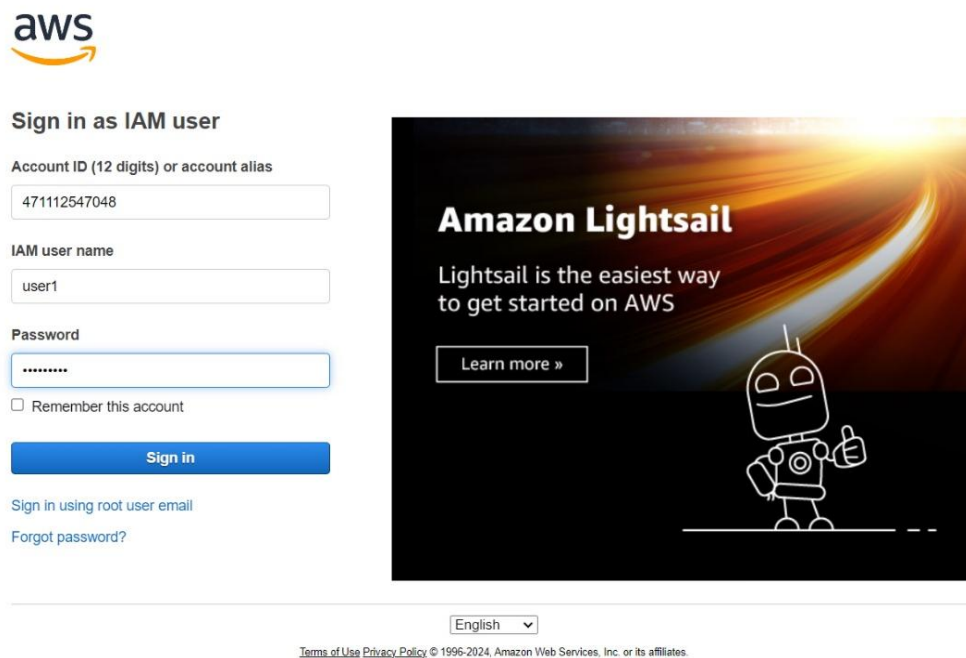 aws
Sign in as IAM user
Account ID (12 digits) or account alias
471112547048
IAM user name
user1
Password
•••••••••
Remember this account
Sign in
Sign in using root user email
Forgot password?
Amazon Lightsail
Lightsail is the easiest way
to get started on AWS
Learn more »
English
Terms of Use Privacy Policy © 1996-2024, Amazon Web Services, Inc. or its affiliates.